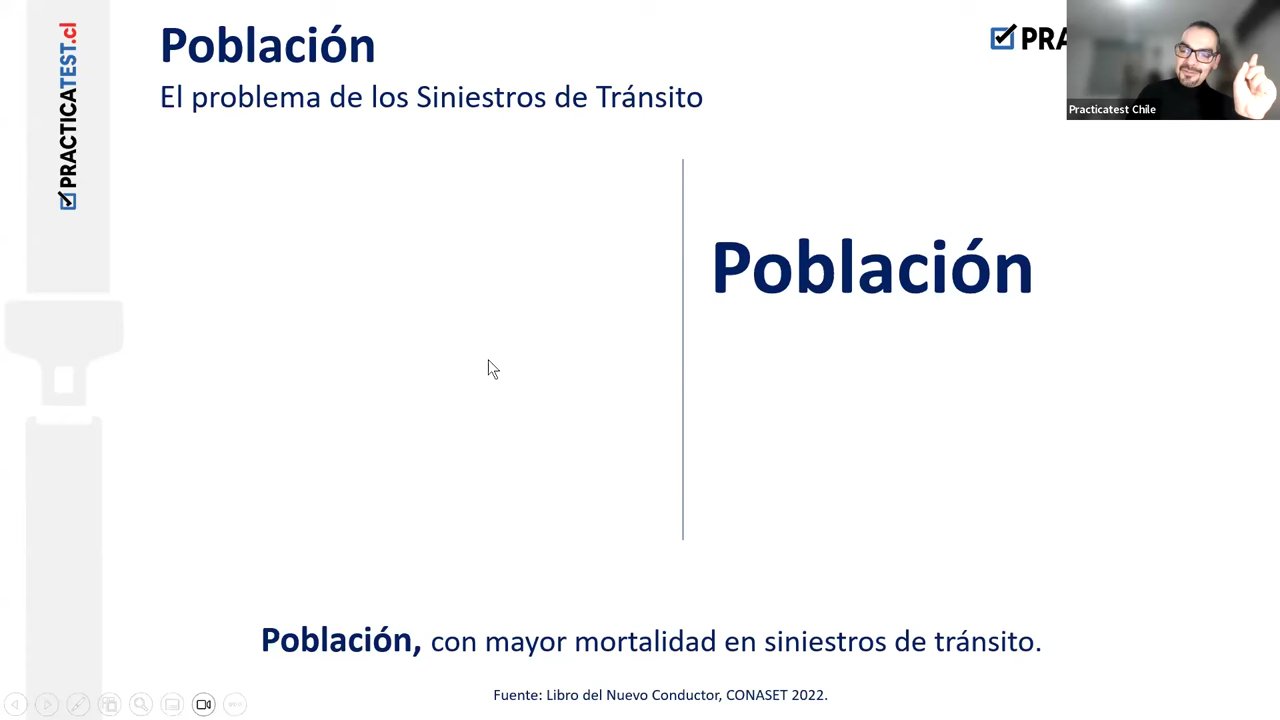 PRACTICATEST.cl
Población
El problema de los Siniestros de Tránsito
PRA
Practicatest Chile
Población
Población, con mayor mortalidad en siniestros de tránsito.
Fuente: Libro del Nuevo Conductor, CONASET 2022.